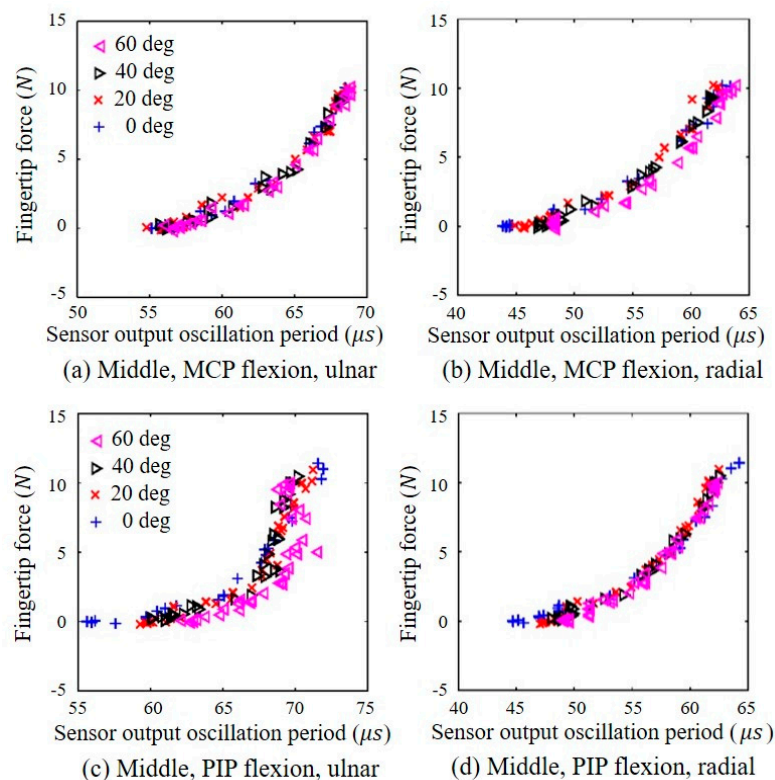 60 deg
40 deg
20 deg
0 deg
15
10
5
0
-5
Fingertip force (N)
50 55 60 65 70
Sensor output oscillation period (μs)
(a) Middle, MCP flexion, ulnar
15
10
5
0
-5
Fingertip force (N)
40 45 50 55 60 65
Sensor output oscillation period (μs)
(b) Middle, MCP flexion, radial
60 deg
40 deg
20 deg
0 deg
15
10
5
0
-5
Fingertip force (N)
55 60 65 70 75
Sensor output oscillation period (μs)
(c) Middle, PIP flexion, ulnar
15
10
5
0
-5
Fingertip force (N)
40 45 50 55 60 65
Sensor output oscillation period (μs)
(d) Middle, PIP flexion, radial